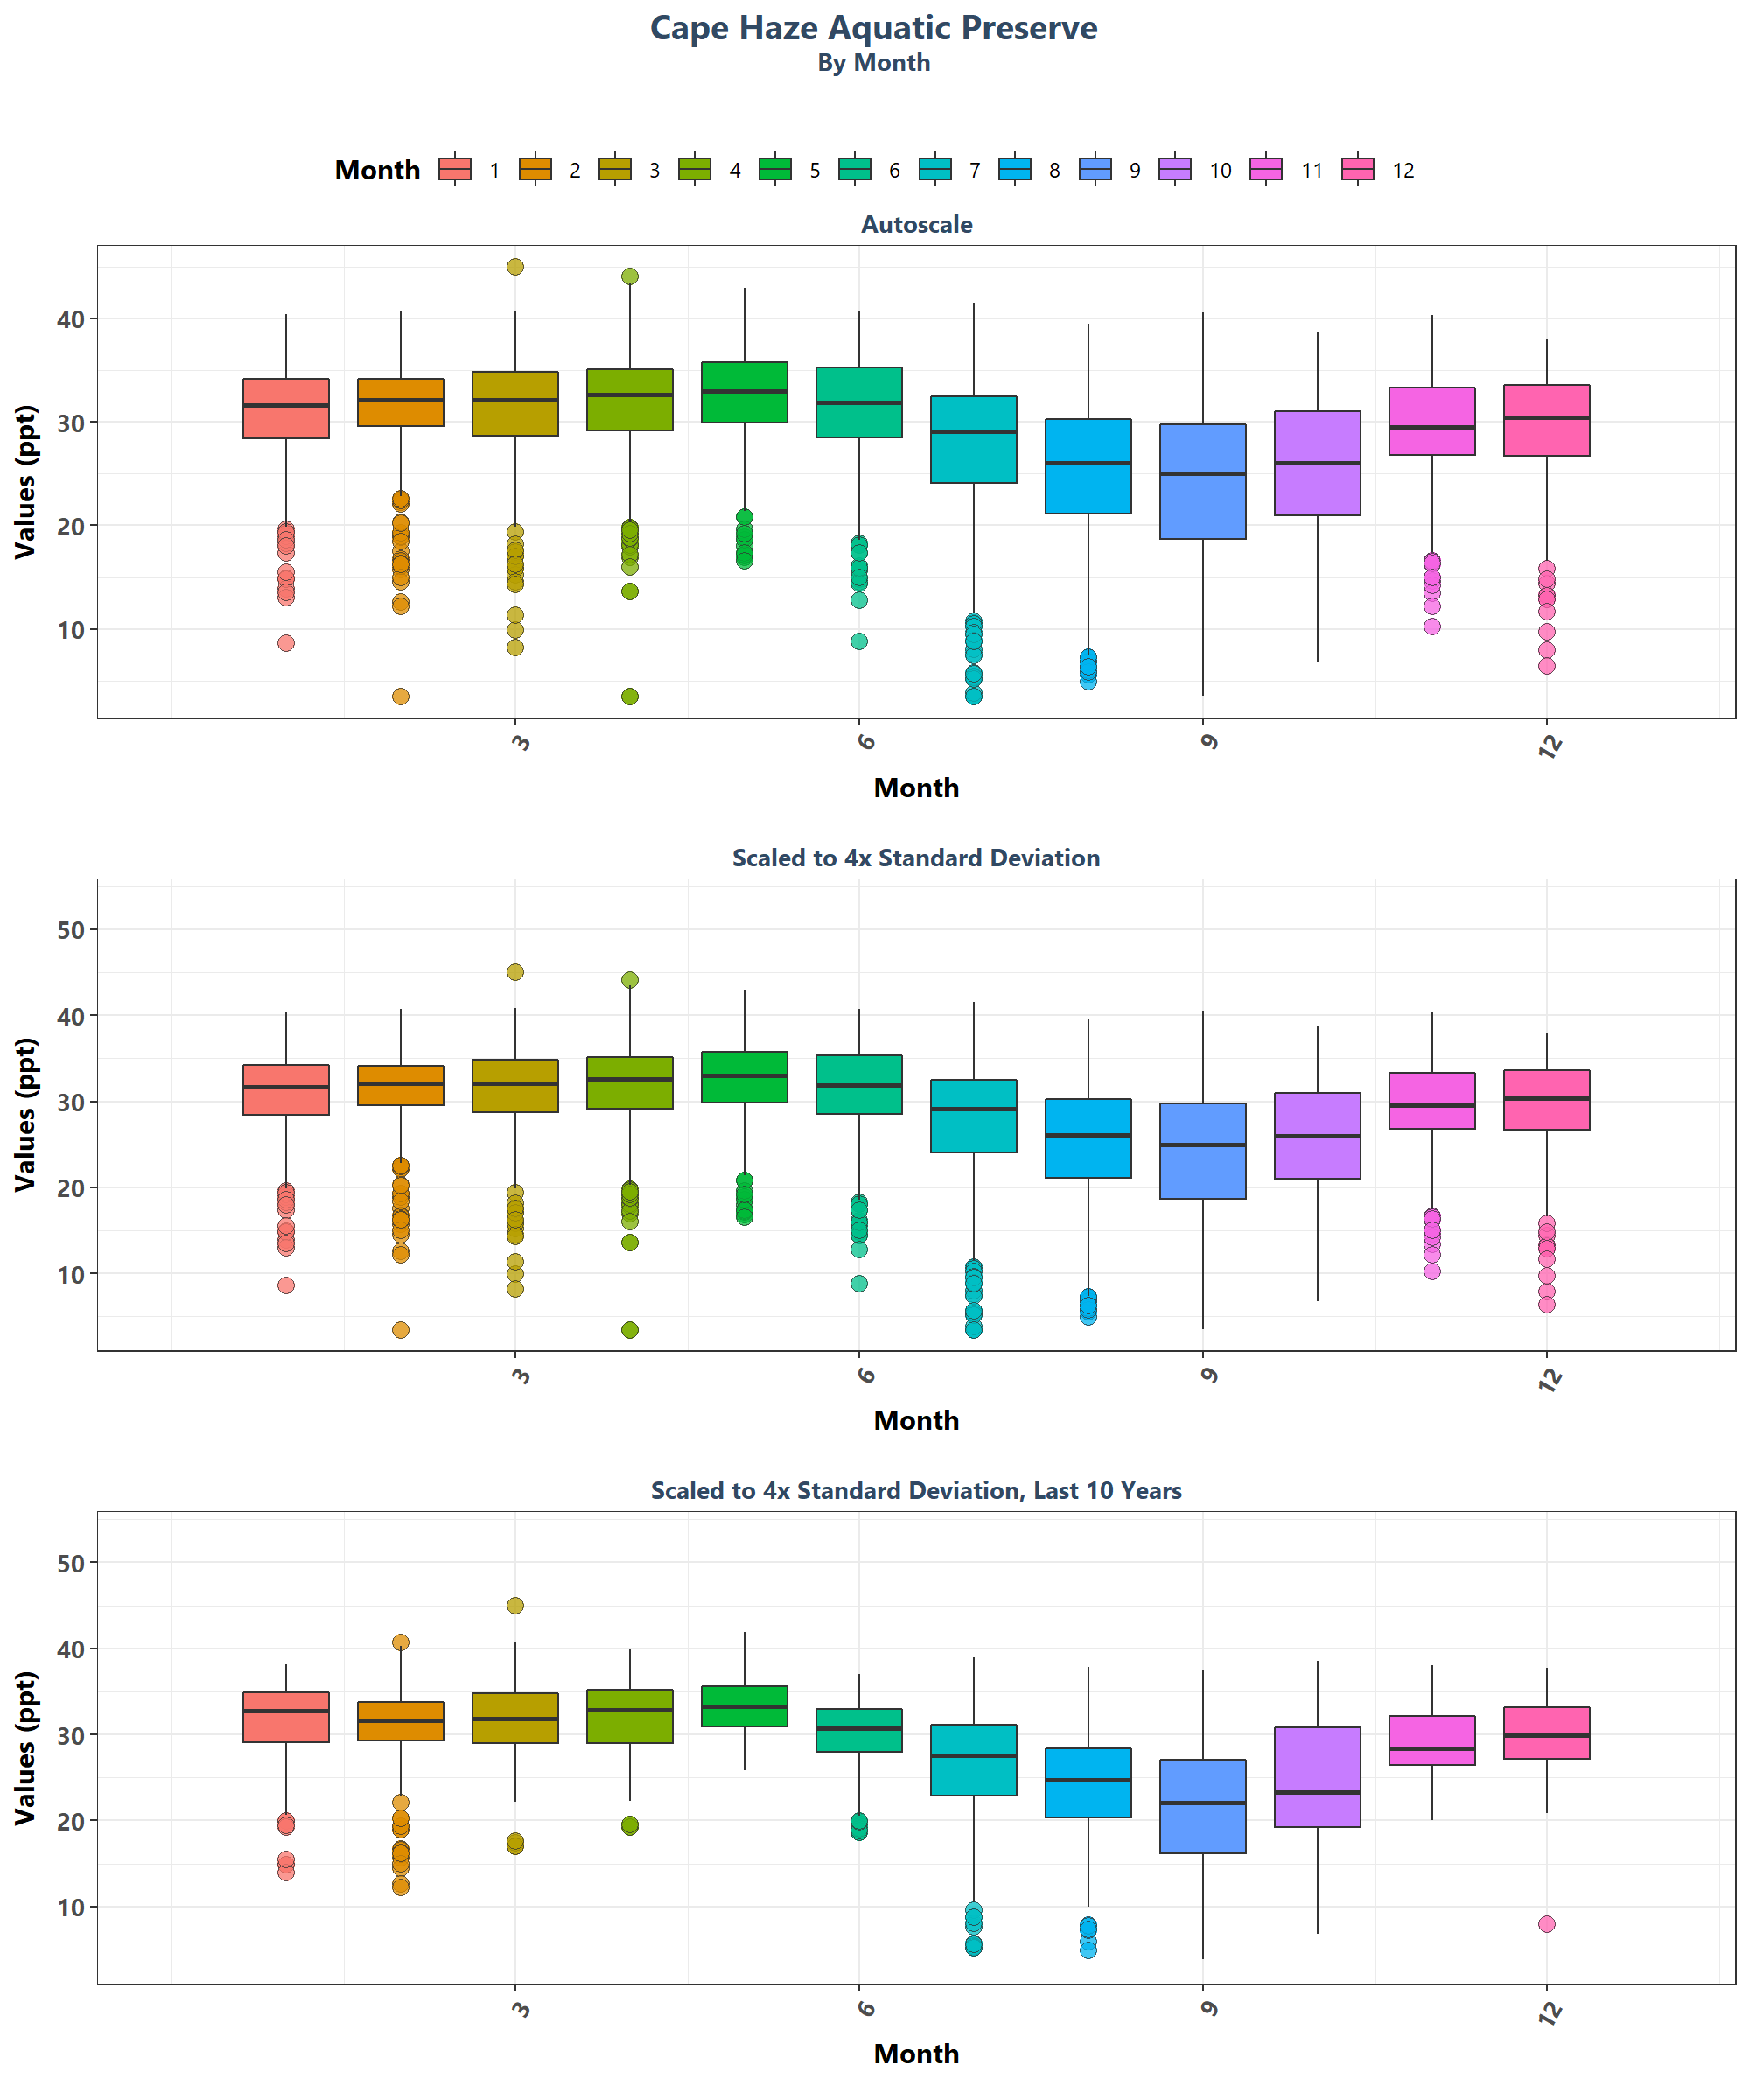 Cape Haze Aquatic Preserve
By Month
Month 1 2 3 4 5 6 7 8 9 10 11 12
Autoscale
Values (ppt)
40
30
20
10
3 6 9 12
Month
Scaled to 4x Standard Deviation
Values (ppt)
50
40
30
20
10
3 6 9 12
Month
Scaled to 4x Standard Deviation, Last 10 Years
Values (ppt)
50
40
30
20
10
3 6 9 12
Month